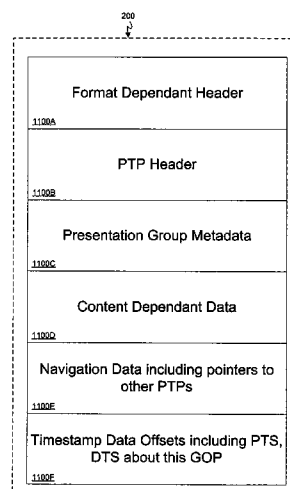 200
Format Dependant Header
1100A
PTP Header
1100B
Presentation Group Metadata
1100C
Content Dependant Data
1100D
Navigation Data including pointers to
other PTPs
1100E
Timestamp Data Offsets including PTS,
DTS about this GOP
1100F